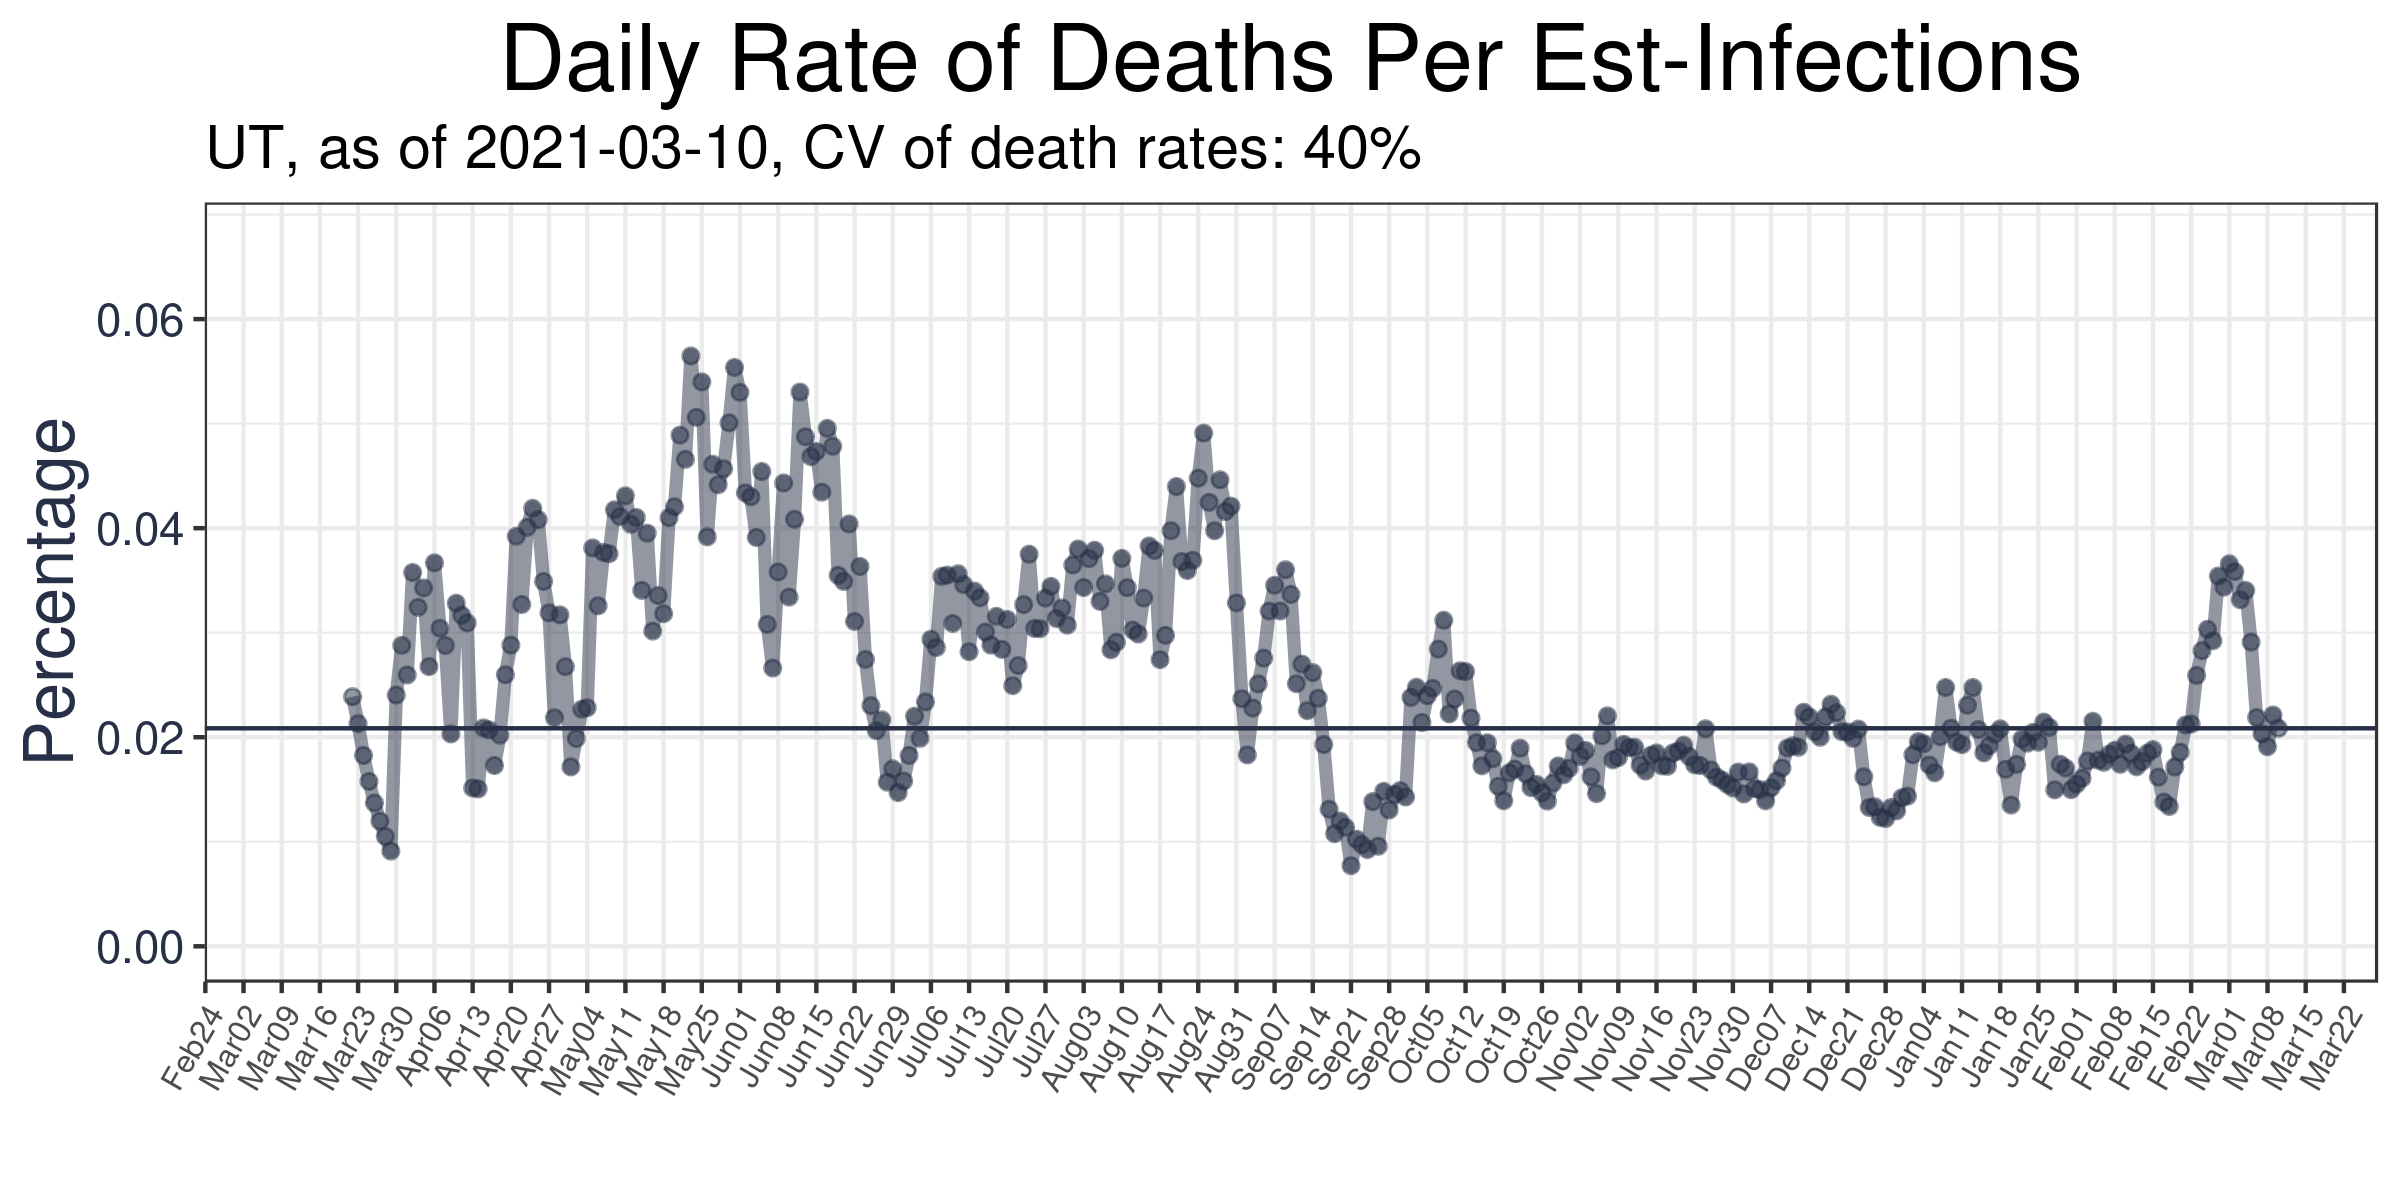 Daily Rate of Deaths Per Est-Infections
UT, as of 2021-03-10, CV of death rates: 40%
Percentage
0.06
0.04
0.02
0.00
Feb24
Mar02
Mar09
Mar16
Mar23
Mar30
Apr06
Apr13
Apr20
Apr27
May04
May11
May18
May25
Jun01
Jun08
Jun15
Jun22
Jun29
Jul06
Jul13
Jul20
Jul27
Aug03
Aug10
Aug17
Aug24
Aug31
Sep07
Sep14
Sep21
Sep28
Oct05
Oct12
Oct19
Oct26
Nov02
Nov09
Nov16
Nov23
Nov30
Dec07
Dec14
Dec21
Dec28
Jan04
Jan11
Jan18
Jan25
Feb01
Feb08
Feb15
Feb22
Mar01
Mar08
Mar15
Mar22